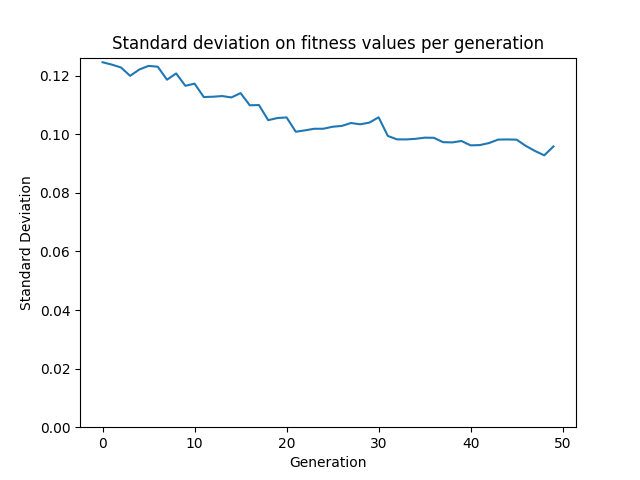 Standard deviation on fitness values per generation
0.12
0.10
0.08
0.06
0.04
0.02
0.00
Standard Deviation
0 10 20 30 40 50
Generation